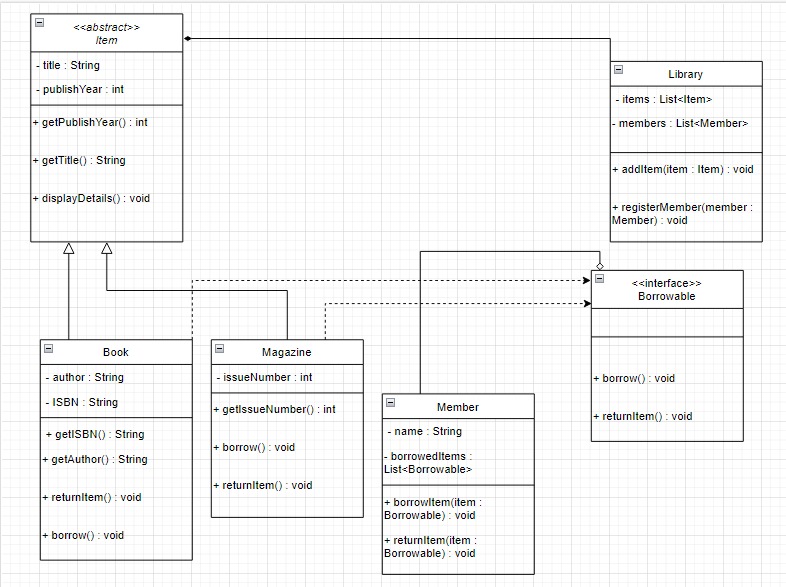 <<abstract>>
Item
- title : String
- publishYear : int
+ getPublishYear() : int
+ getTitle() : String
+ displayDetails() : void
Library
- items : List<Item>
- members : List<Member>
+ addItem(item : Item) : void
+ registerMember(member :
Member) : void
<<interface>>
Borrowable
+ borrow() : void
+ returnItem() : void
Book
- author : String
- ISBN : String
+ getISBN() : String
+ getAuthor() : String
+ returnItem() : void
+ borrow() : void
Magazine
- issueNumber : int
+ getIssueNumber() : int
+ borrow() : void
+ returnItem() : void
Member
- name : String
- borrowedItems :
List<Borrowable>
+ borrowItem(item :
Borrowable) : void
+ returnItem(item :
Borrowable) : void